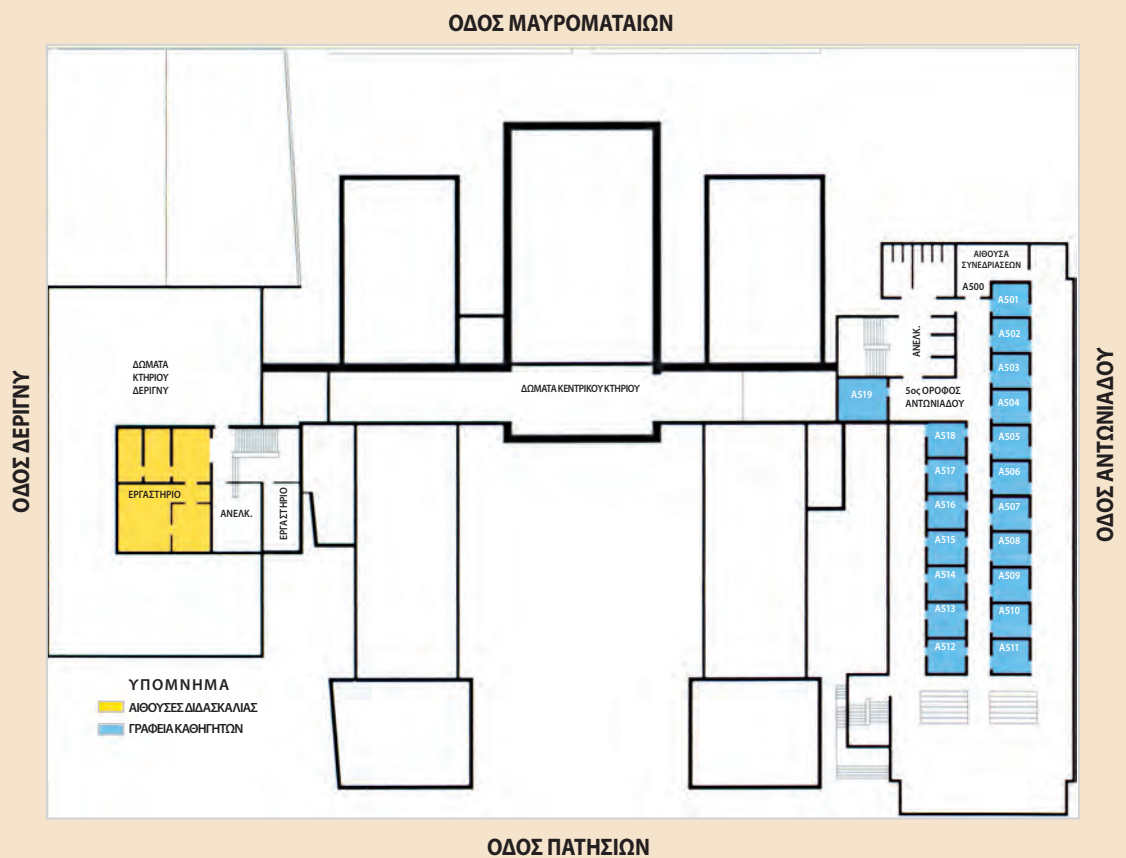 ΟΔΟΣ ΜΑΥΡΟΜΑΤΑΙΩΝ
ΑΙΘΟΥΣΑ
ΣΥΝΕΔΡΙΑΣΕΩΝ
Α500
Α501
Α502
ΑΝΕΛΚ.
Α503
ΔΩΜΑΤΑ
ΚΤΗΡΙΟΥ
ΔΕΡΙΓΝΥ
ΔΩΜΑΤΑ ΚΕΝΤΡΙΚΟΥ ΚΤΗΡΙΟΥ
Α519
5ος ΟΡΟΦΟΣ
ΑΝΤΩΝΙΑΔΟΥ
Α504
ΟΔΟΣ ΔΕΡΙΓΝΥ
ΟΔΟΣ ΑΝΤΩΝΙΑΔΟΥ
Α518
Α505
Α517
Α506
ΕΡΓΑΣΤΗΡΙΟ
ΑΝΕΛΚ.
ΕΡΓΑΣΤΗΡΙΟ
Α516
Α507
Α515
Α508
Α514
Α509
Α513
Α510
Α512
Α511
ΥΠΟΜΝΗΜΑ
ΑΙΘΟΥΣΕΣ ΔΙΔΑΣΚΑΛΙΑΣ
ΓΡΑΦΕΙΑ ΚΑΘΗΓΗΤΩΝ
ΟΔΟΣ ΠΑΤΗΣΙΩΝ